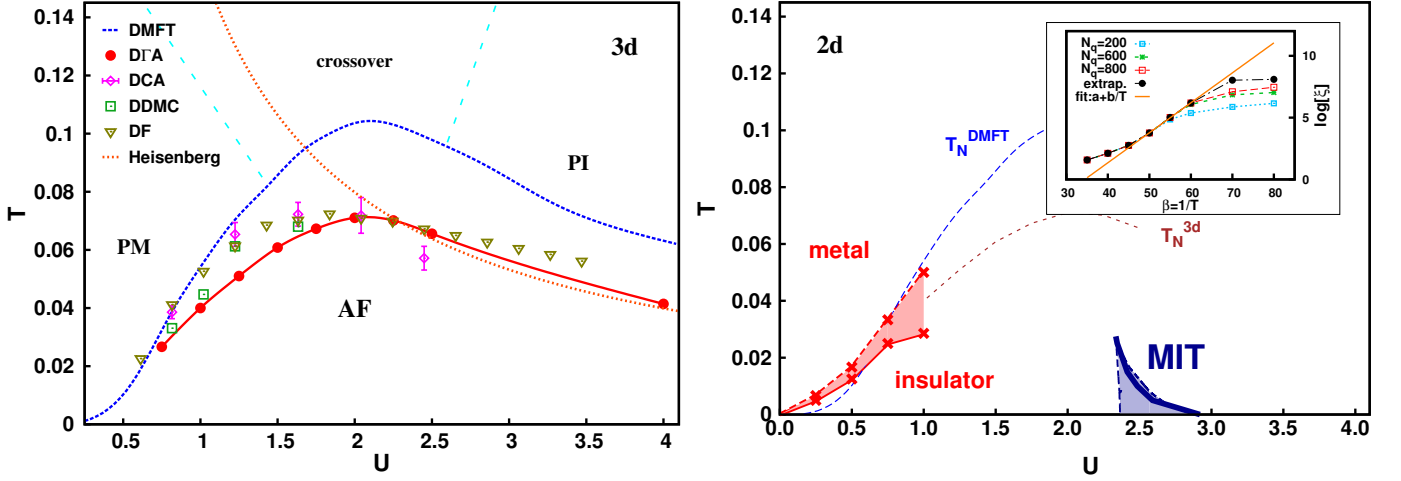 0.14
0.12
0.1
0.08
0.06
0.04
0.02
0
T
DMFT
DΓA
DCA
DDMC
DF
Heisenberg
3d
crossover
PI
PM
AF
0.5
1
1.5
2
2.5
3
3.5
4
U
0.14
0.12
0.1
0.08
0.06
0.04
0.02
0
T
2d
T_N^DMFT
T_N^3d
metal
insulator
MIT
0.0
0.5
1.0
1.5
2.0
2.5
3.0
3.5
4.0
U
N_q=200
N_q=600
N_q=800
extrap.
fit:a+b/T
10
5
0
log[ξ]
30
40
50
60
70
80
β=1/T